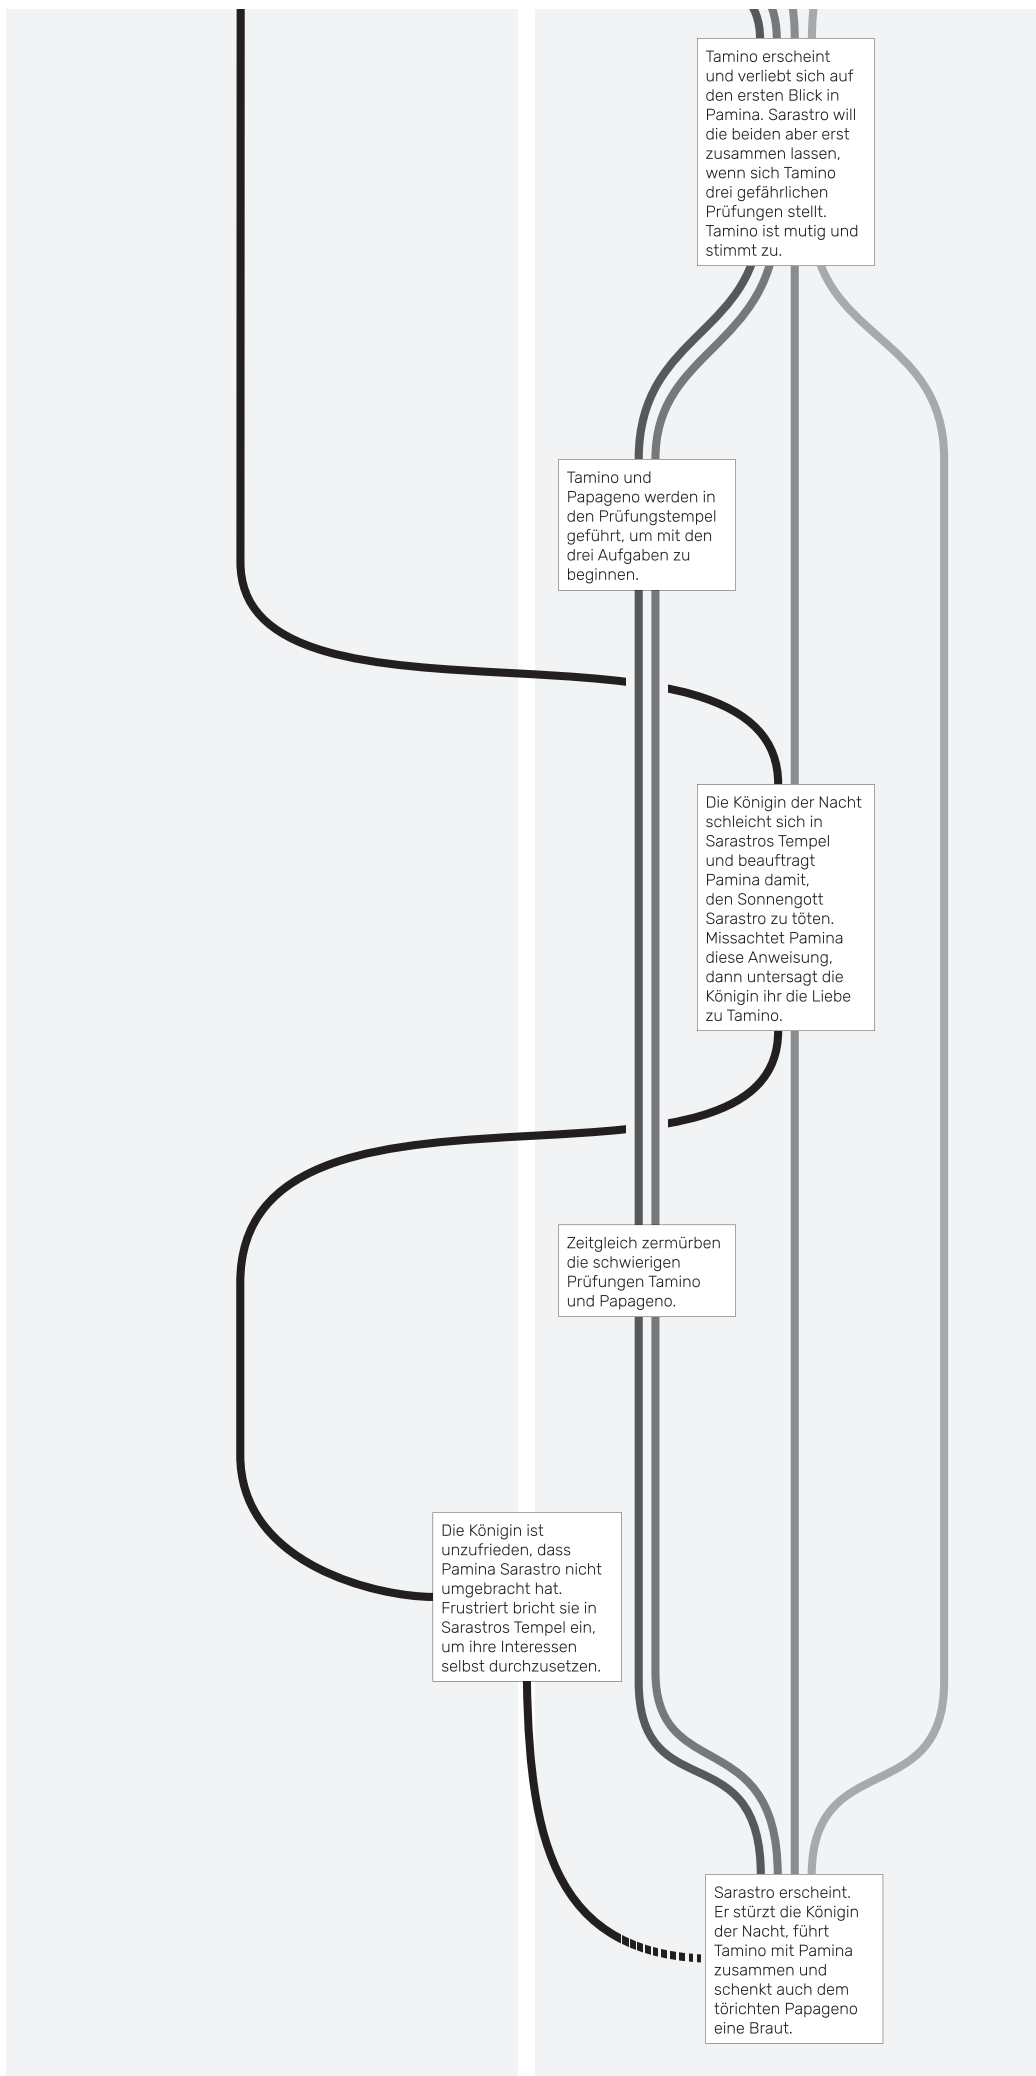 Tamino erscheint
und verliebt sich auf
den ersten Blick in
Pamina. Sarastro will
die beiden aber erst
zusammen lassen,
wenn sich Tamino
drei gefährlichen
Prüfungen stellt.
Tamino ist mutig und
stimmt zu.
Tamino und
Papageno werden in
den Prüfungstempel
geführt, um mit den
drei Aufgaben zu
beginnen.
Die Königin der Nacht
schleicht sich in
Sarastros Tempel
und beauftragt
Pamina damit,
den Sonnengott
Sarastro zu töten.
Missachtet Pamina
diese Anweisung,
dann untersagt die
Königin ihr die Liebe
zu Tamino.
Zeitgleich zermürben
die schwierigen
Prüfungen Tamino
und Papageno.
Die Königin ist
unzufrieden, dass
Pamina Sarastro nicht
umgebracht hat.
Frustriert bricht sie in
Sarastros Tempel ein,
um ihre Interessen
selbst durchzusetzen.
Sarastro erscheint.
Er stürzt die Königin
der Nacht, führt
Tamino mit Pamina
zusammen und
schenkt auch dem
törichten Papageno
eine Braut.